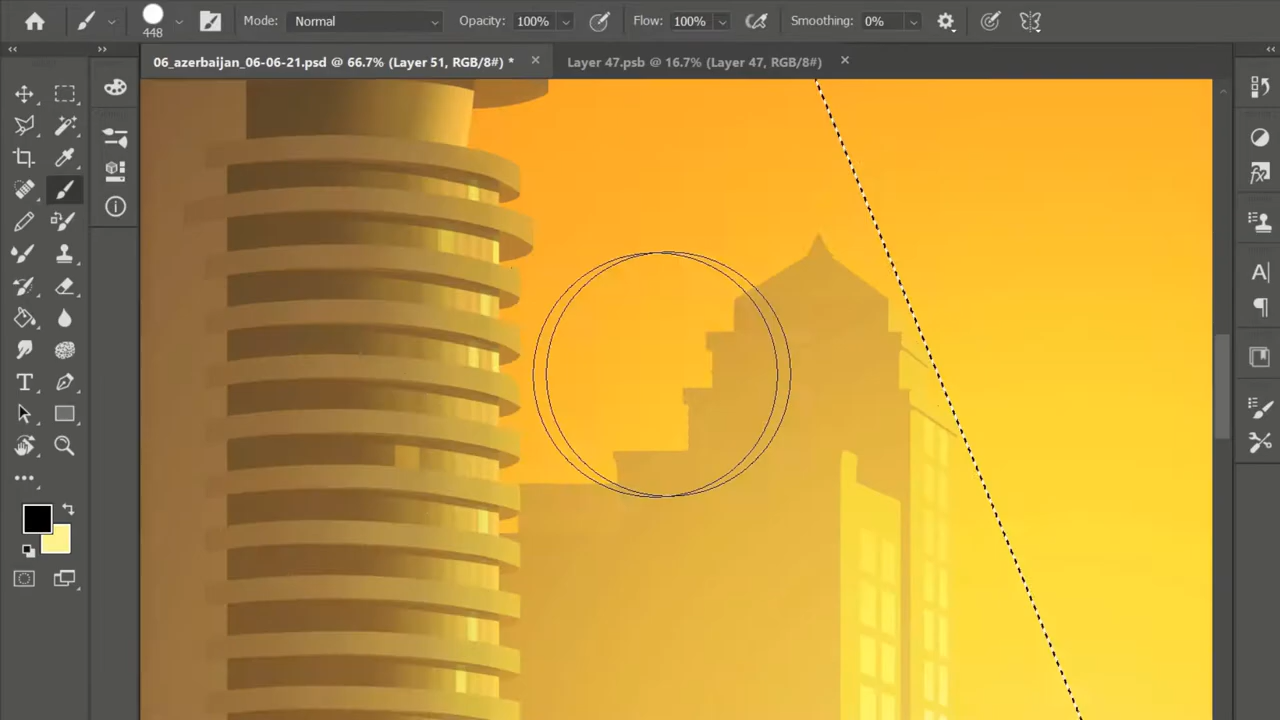 448
Mode: Normal
Opacity: 100%
Flow: 100%
Smoothing: 0%
06_azerbaijan_06-06-21.psd @ 66.7% (Layer 51, RGB/8#) *
Layer 47.psb @ 16.7% (Layer 47, RGB/8#)